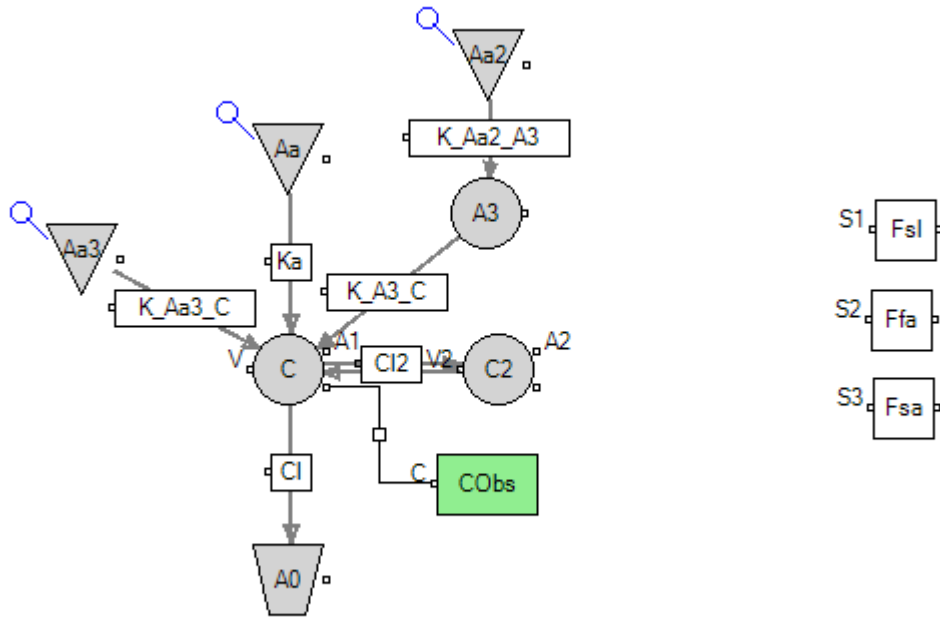 Aa2
K_Aa2_A3
Aa
A3
S1
Fsl
Aa3
Ka
K_A3_C
K_Aa3_C
S2
Ffa
V
C
A1
Cl2
V2
C2
A2
S3
Fsa
Cl
C
CObs
A0